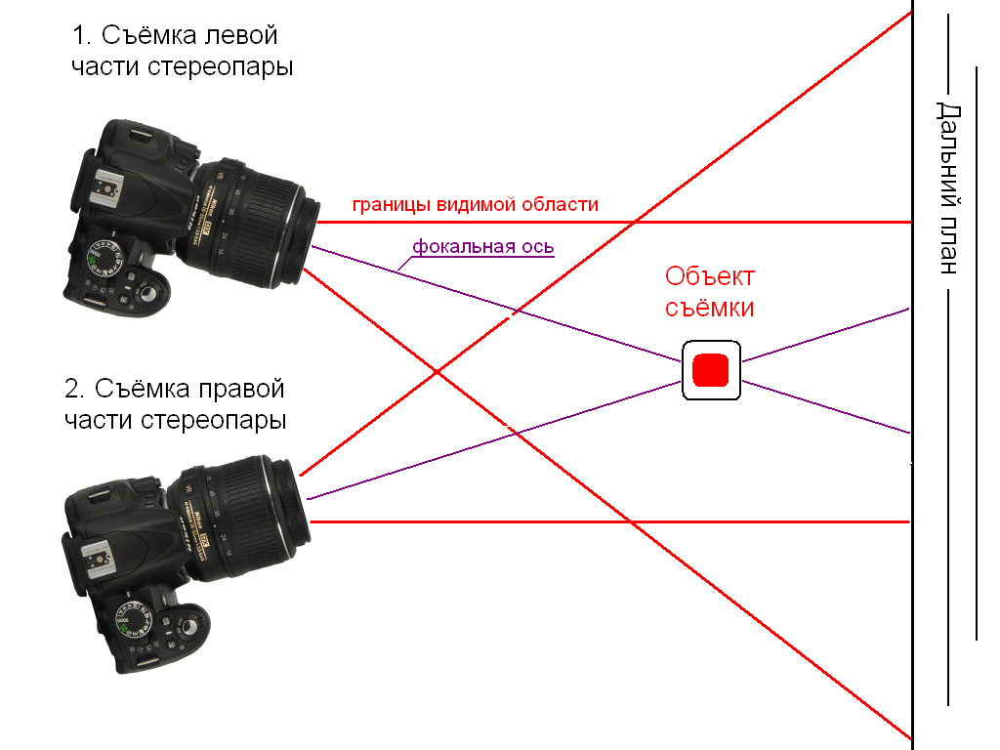 1. Съёмка левой
части стереопары
границы видимой области
фокальная ось
Объект
съёмки
Дальний план
2. Съёмка правой
части стереопары